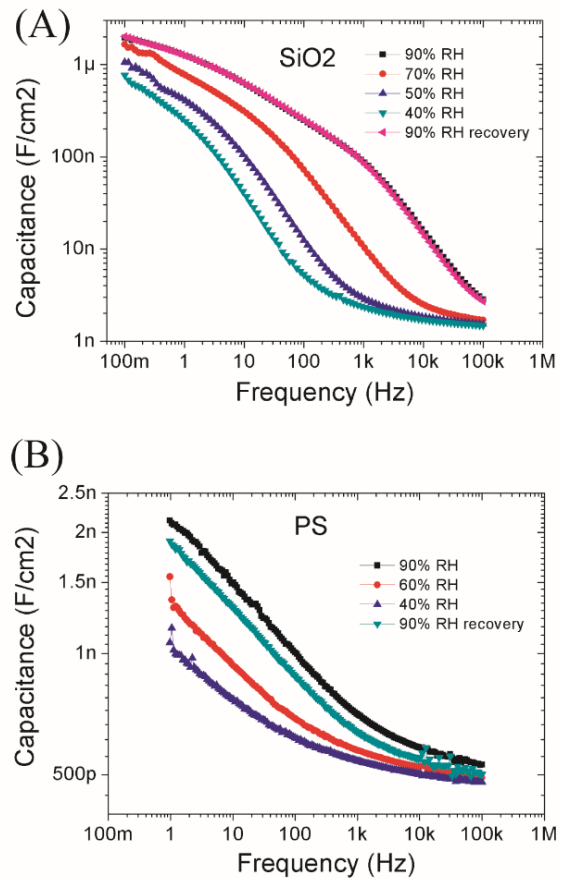 (A)
SiO2
90% RH
70% RH
50% RH
40% RH
90% RH recovery
Capacitance (F/cm2)
1µ
100n
10n
1n
100m 1 10 100 1k 10k 100k 1M
Frequency (Hz)
(B)
PS
90% RH
60% RH
40% RH
90% RH recovery
Capacitance (F/cm2)
2.5n
2n
1.5n
1n
500p
100m 1 10 100 1k 10k 100k 1M
Frequency (Hz)